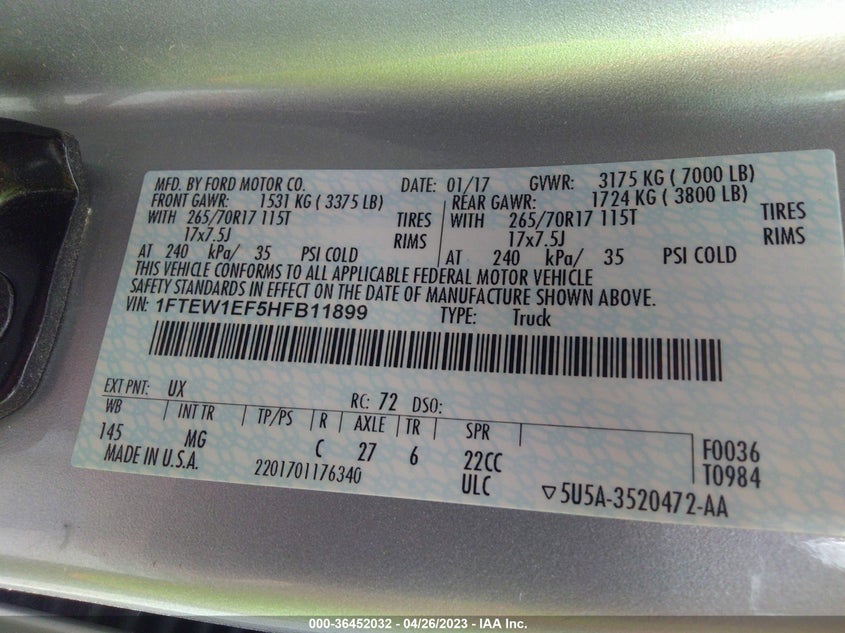 MFD. BY FORD MOTOR CO. DATE: 01/17 GVWR: 3175 KG ( 7000 LB)
FRONT GAWR: 1531 KG ( 3375 LB) REAR GAWR: 1724 KG ( 3800 LB)
WITH 265/70R17 115T TIRES WITH 265/70R17 115T TIRES
17x7.5J RIMS 17x7.5J RIMS
AT 240 kPa/ 35 PSI COLD AT 240 kPa/ 35 PSI COLD
THIS VEHICLE CONFORMS TO ALL APPLICABLE FEDERAL MOTOR VEHICLE
SAFETY STANDARDS IN EFFECT ON THE DATE OF MANUFACTURE SHOWN ABOVE.
VIN: 1FTEW1EF5HFB11899 TYPE: Truck
EXT PNT: UX RC: 72 DSO:
WB INT TR TP/PS R AXLE TR SPR
145 MG C 27 6 22CC F0036
MADE IN U.S.A. 2201701176340 ULC T0984
▽5U5A-3520472-AA
000-36452032 - 04/26/2023 - IAA Inc.